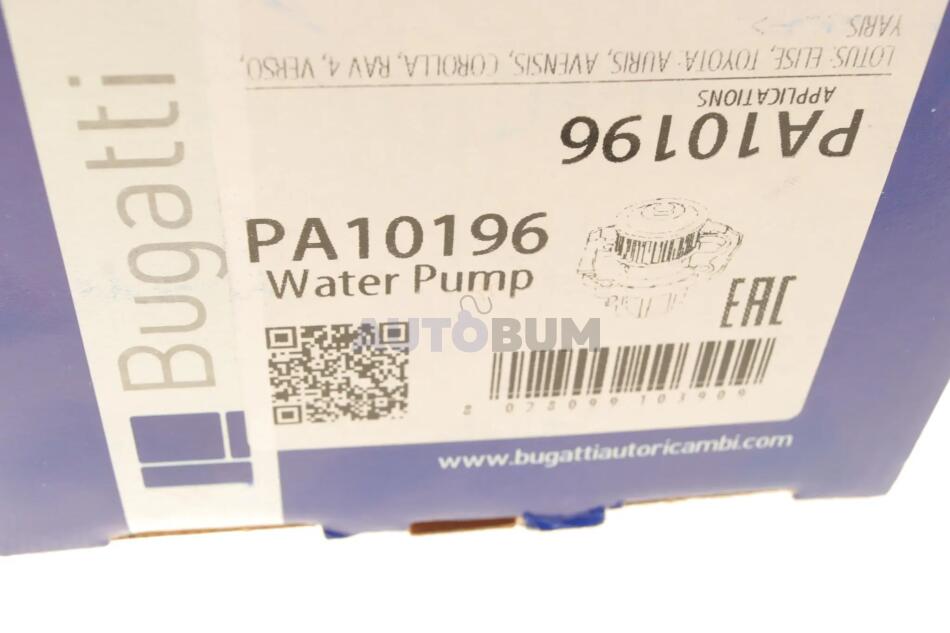 YARIS
LOTUS: ELISE, TOYOTA: AURIS, AVENSIS, COROLLA, RAV 4, VERSO,
APPLICATIONS
PA10196
Bugatti
PA10196
Water Pump
EAC
AUTOBUM
www.bugattiautoricambi.com